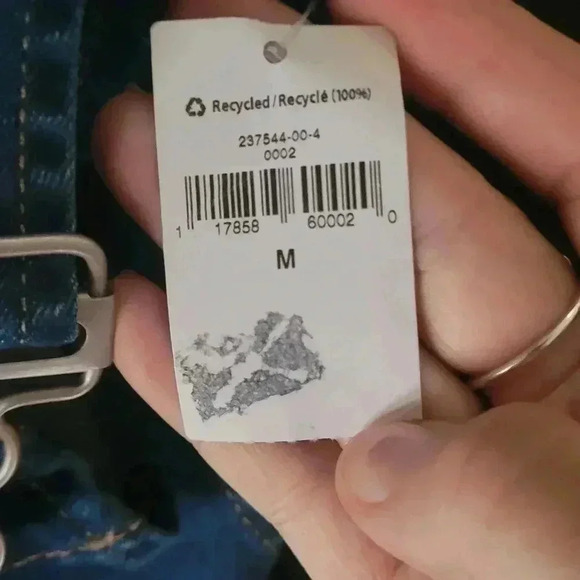 Recycled / Recyclé (100%)
237544-00-4
0002
1 17858 60002 0
M